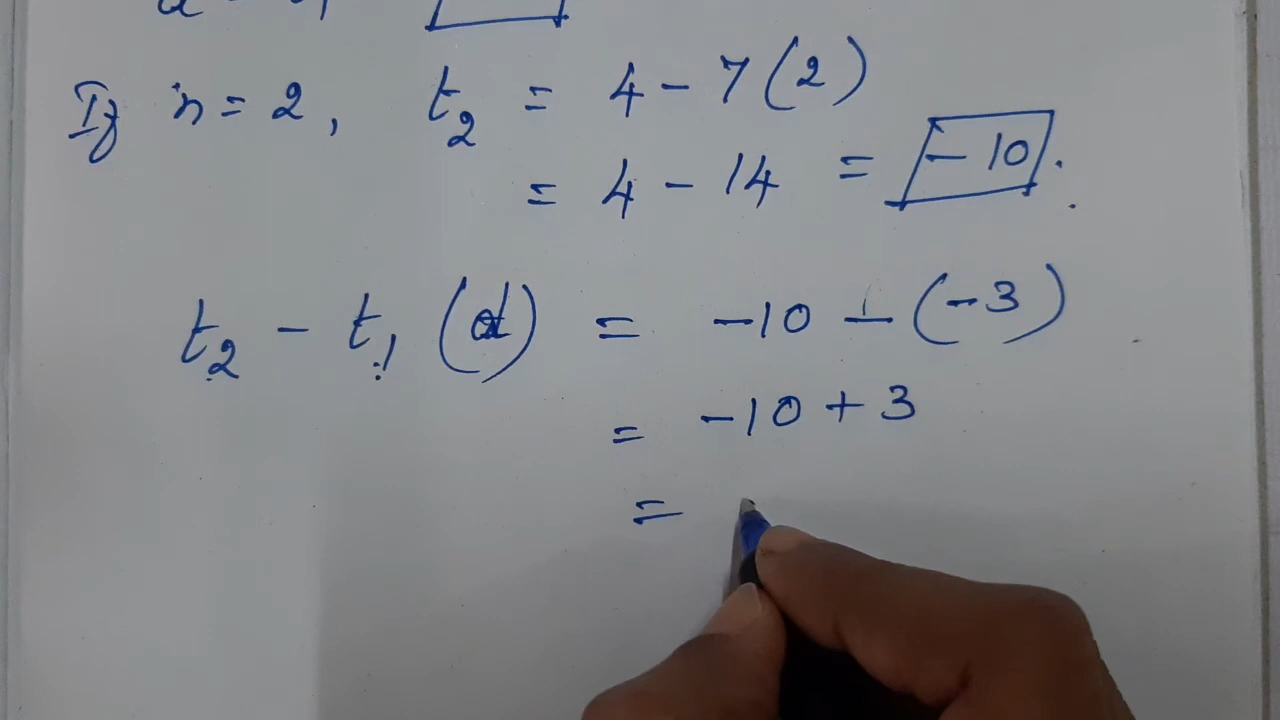 If n = 2, t₂ = 4 - 7(2)
= 4 - 14 = -10.
t₂ - t₁ (d) = -10 - (-3)
= -10 + 3
=